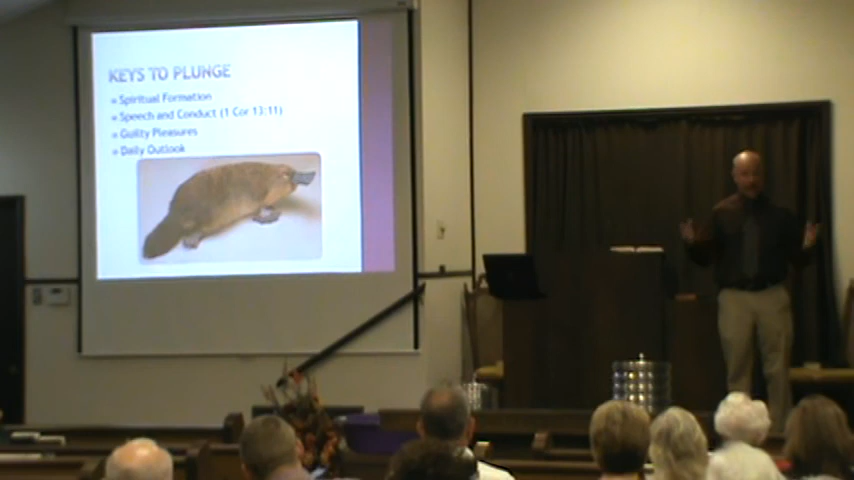 KEYS TO PLUNGE
Spiritual Formation
Speech and Conduct (1 Cor 13:11)
Guilty Pleasures
Daily Outlook